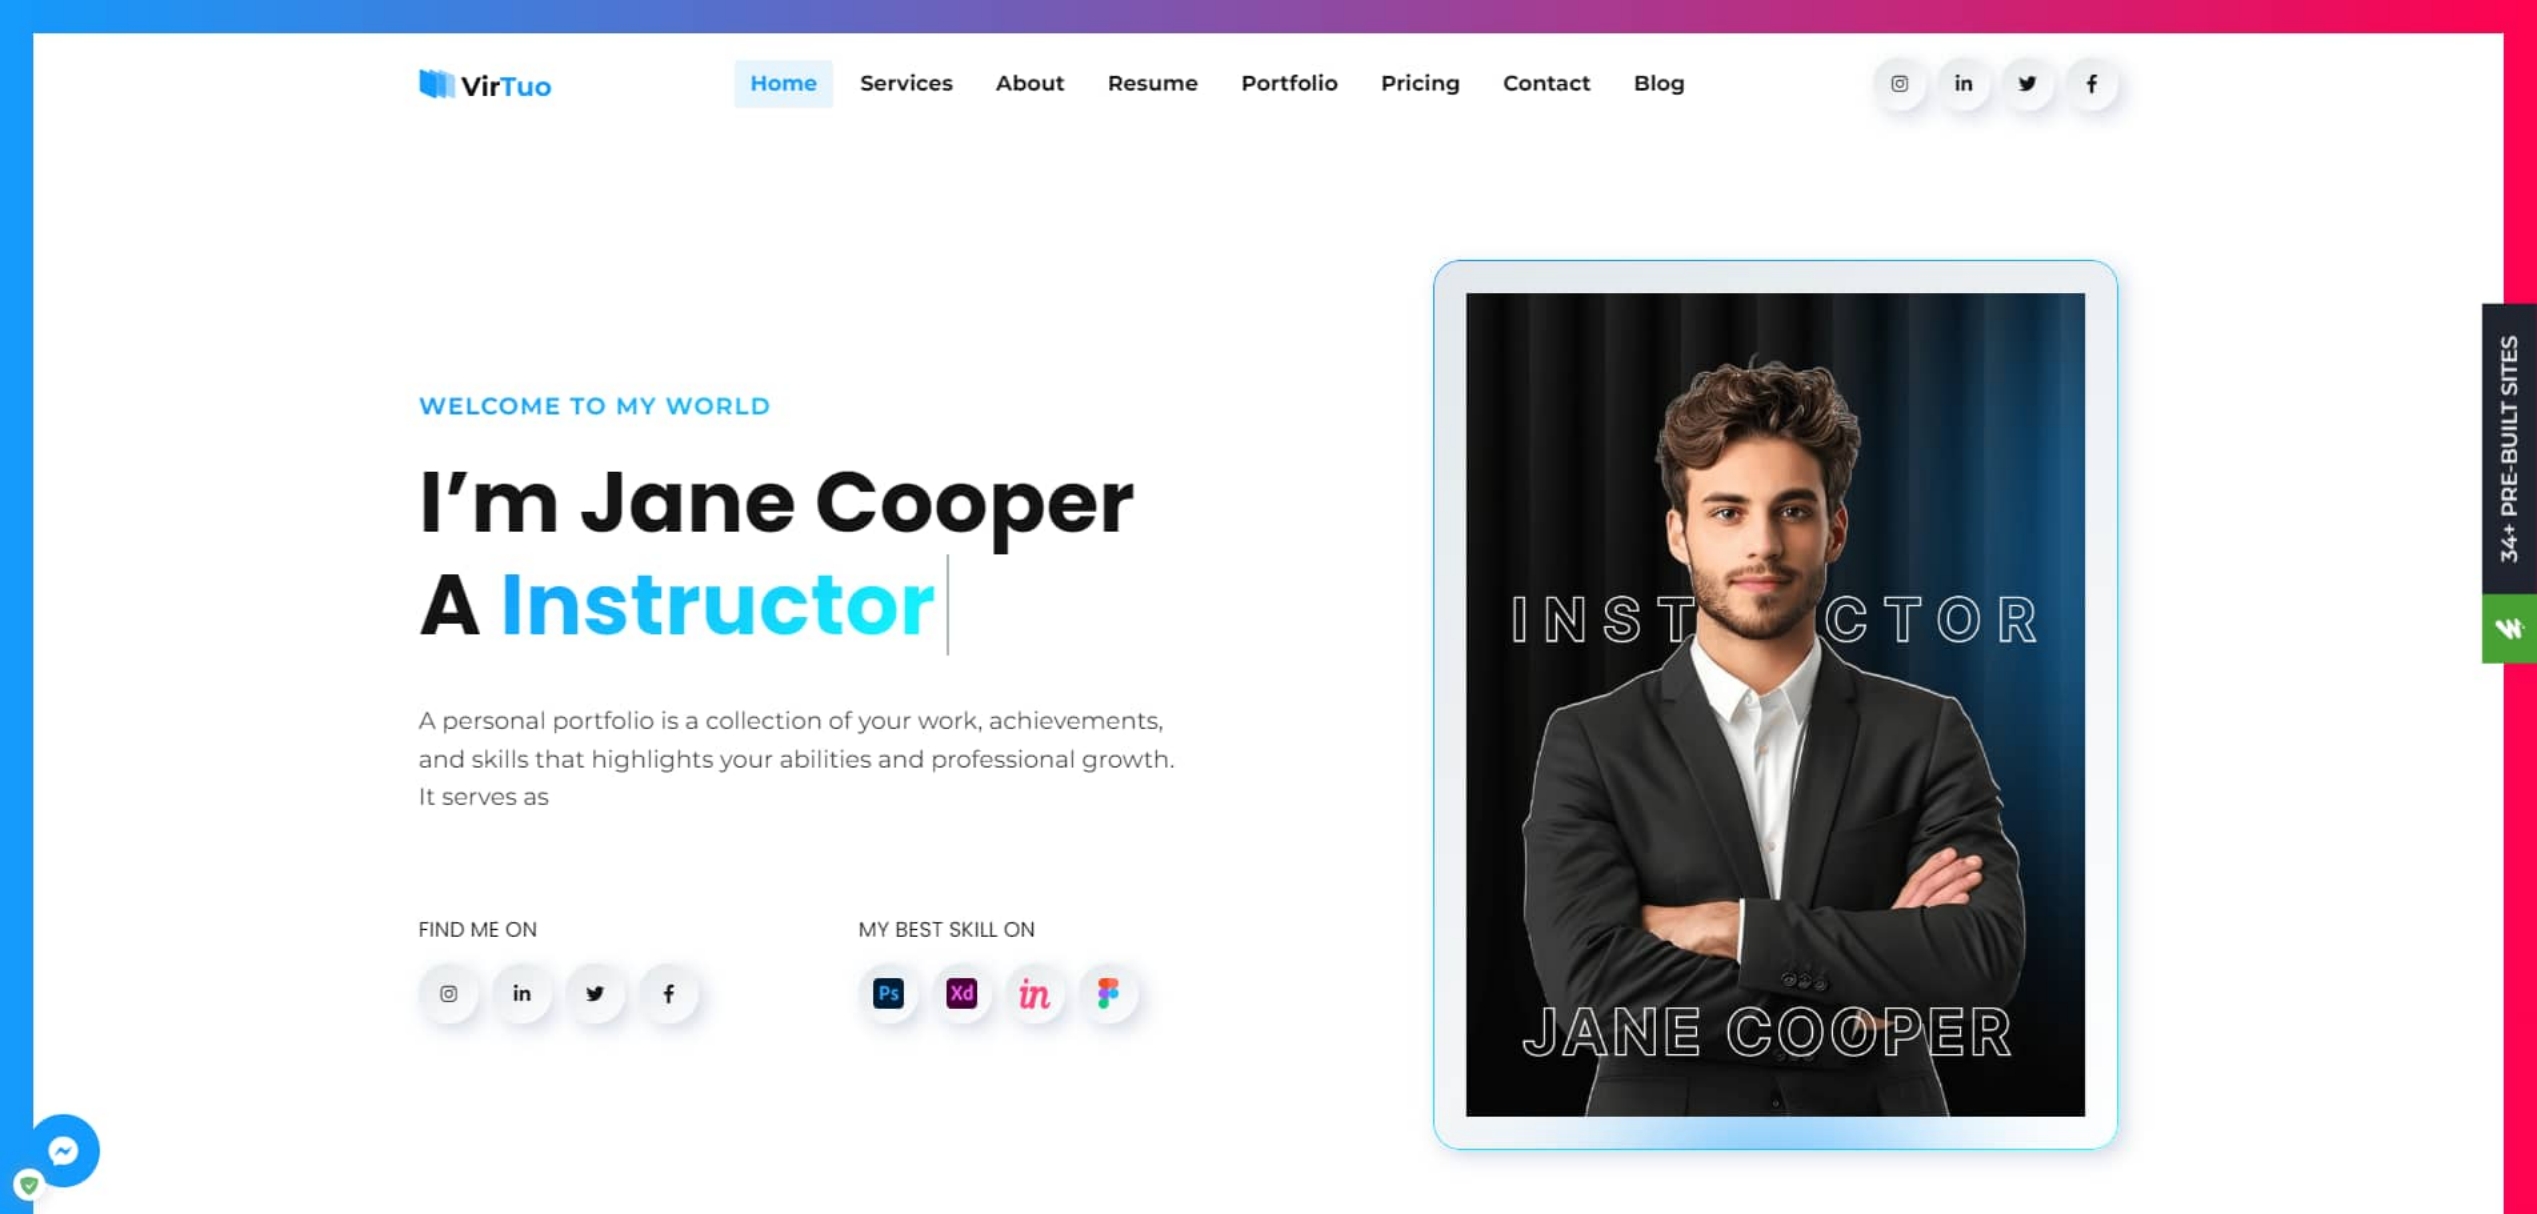 VirTuo
Home Services About Resume Portfolio Pricing Contact Blog
in
WELCOME TO MY WORLD
I’m Jane Cooper
A Instructor
A personal portfolio is a collection of your work, achievements,
and skills that highlights your abilities and professional growth.
It serves as
FIND ME ON
in
MY BEST SKILL ON
Ps Xd in
INST CTOR
JANE COOPER
34+ PRE-BUILT SITES